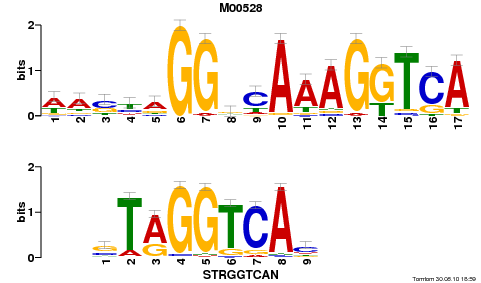 M00528
bits
2
1
0
A A C T A G G C A A A G G T C A
1 2 3 4 5 6 7 8 9 10 11 12 13 14 15 16 17
bits
2
1
0
G T A G G T C A C
1 2 3 4 5 6 7 8 9
STRGGTCAN
Tomtom 30.08.10 18:59